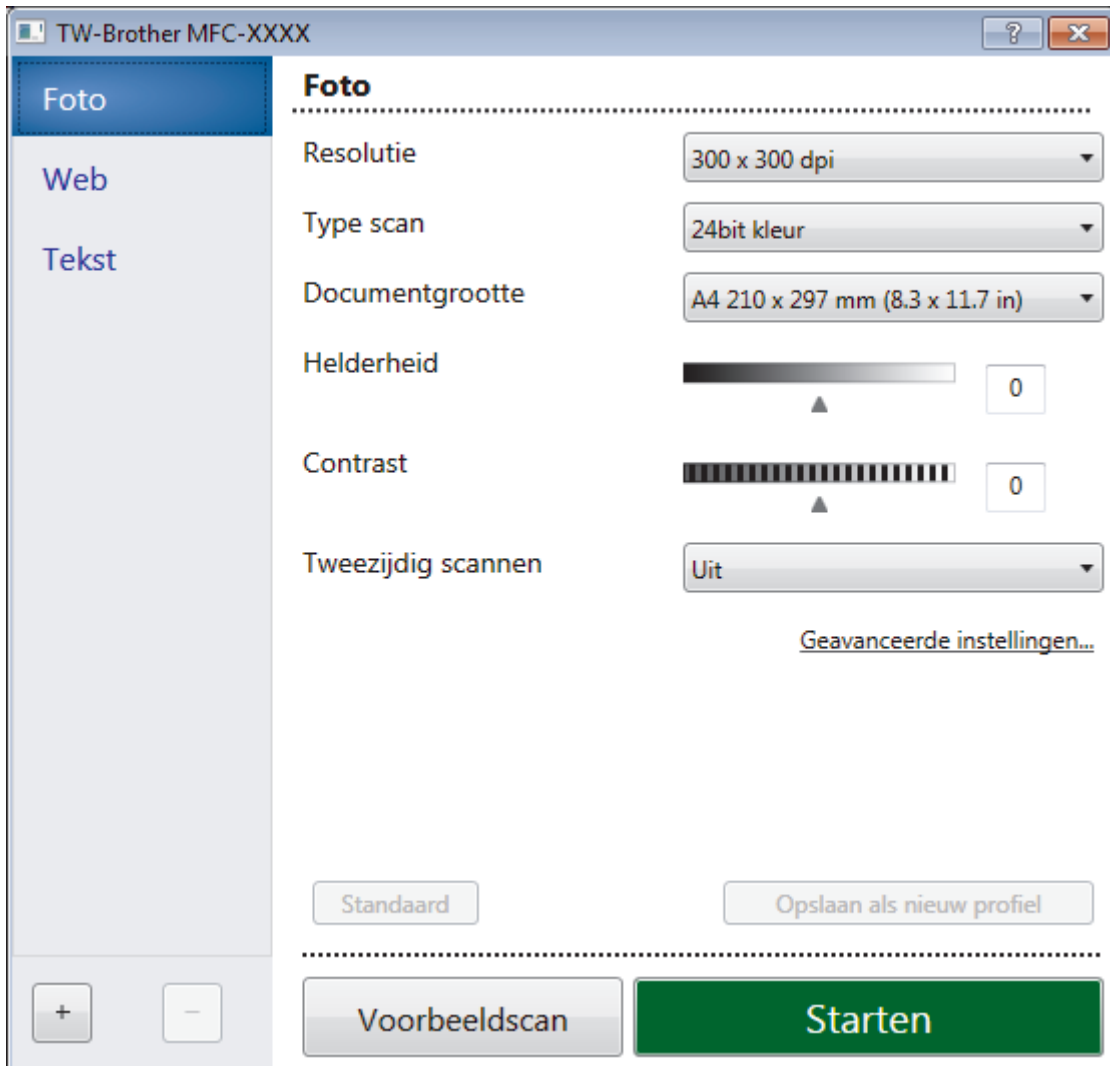 TW-Brother MFC-XXXX
?
Foto
Web
Tekst
Foto
Resolutie
300 x 300 dpi
Type scan
24bit kleur
Documentgrootte
A4 210 x 297 mm (8.3 x 11.7 in)
Helderheid
0
Contrast
0
Tweezijdig scannen
Uit
Geavanceerde instellingen...
Standaard
Opslaan als nieuw profiel
+
−
Voorbeeldscan
Starten